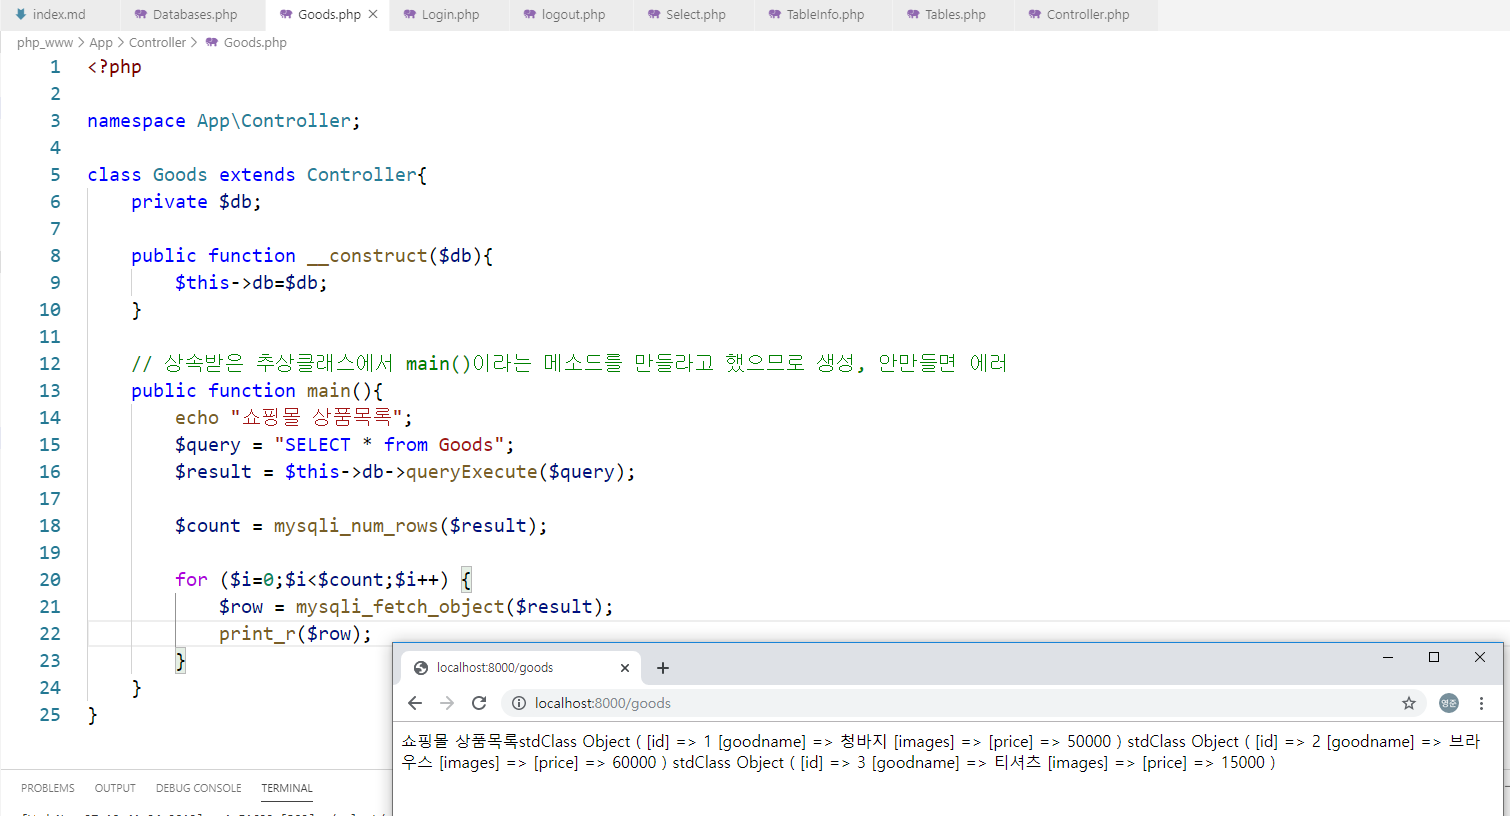 index.md Databases.php Goods.php Login.php logout.php Select.php TableInfo.php Tables.php Controller.php
php_www > App > Controller > Goods.php
1 <?php
2
3 namespace App\Controller;
4
5 class Goods extends Controller{
6 private $db;
7
8 public function __construct($db){
9 $this->db=$db;
10 }
11
12 // 상속받은 추상클래스에서 main()이라는 메소드를 만들라고 했으므로 생성, 안만들면 에러
13 public function main(){
14 echo "쇼핑몰 상품목록";
15 $query = "SELECT * from Goods";
16 $result = $this->db->queryExecute($query);
17
18 $count = mysqli_num_rows($result);
19
20 for ($i=0;$i<$count;$i++) {
21 $row = mysqli_fetch_object($result);
22 print_r($row);
23 }
24 }
25 }
localhost:8000/goods
localhost:8000/goods
영준
쇼핑몰 상품목록stdClass Object ( [id] => 1 [goodname] => 청바지 [images] => [price] => 50000 ) stdClass Object ( [id] => 2 [goodname] => 브라
우스 [images] => [price] => 60000 ) stdClass Object ( [id] => 3 [goodname] => 티셔츠 [images] => [price] => 15000 )
PROBLEMS OUTPUT DEBUG CONSOLE TERMINAL